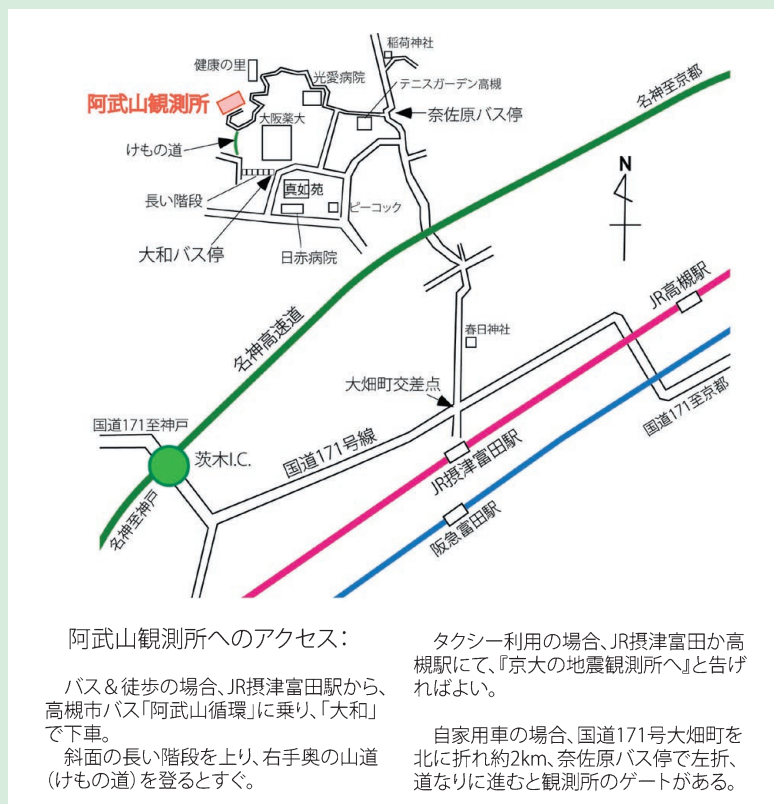 稲荷神社
健康の里
光愛病院
テニスガーデン高槻
名神至京都
阿武山観測所
奈佐原バス停
大阪薬大
けもの道
N
真如苑
長い階段
ピーコック
大和バス停
日赤病院
JR高槻駅
名神高速道
春日神社
大畑町交差点
国道171至京都
国道171至神戸
国道171号線
茨木I.C.
JR摂津富田駅
名神至神戸
阪急富田駅
阿武山観測所へのアクセス：
バス＆徒歩の場合、JR摂津富田駅から、
高槻市バス「阿武山循環」に乗り、「大和」
で下車。
斜面の長い階段を上り、右手奥の山道
（けもの道）を登るとすぐ。
タクシー利用の場合、JR摂津富田か高
槻駅にて、『京大の地震観測所へ』と告げ
ればよい。
自家用車の場合、国道171号大畑町を
北に折れ約2km、奈佐原バス停で左折、
道なりに進むと観測所のゲートがある。